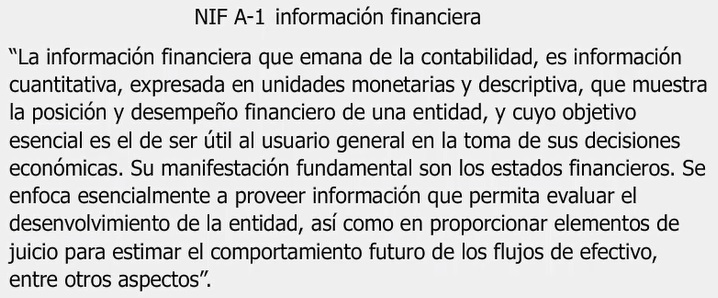 NIF A-1 información financiera
“La información financiera que emana de la contabilidad, es información
cuantitativa, expresada en unidades monetarias y descriptiva, que muestra
la posición y desempeño financiero de una entidad, y cuyo objetivo
esencial es el de ser útil al usuario general en la toma de sus decisiones
económicas. Su manifestación fundamental son los estados financieros. Se
enfoca esencialmente a proveer información que permita evaluar el
desenvolvimiento de la entidad, así como en proporcionar elementos de
juicio para estimar el comportamiento futuro de los flujos de efectivo,
entre otros aspectos”.